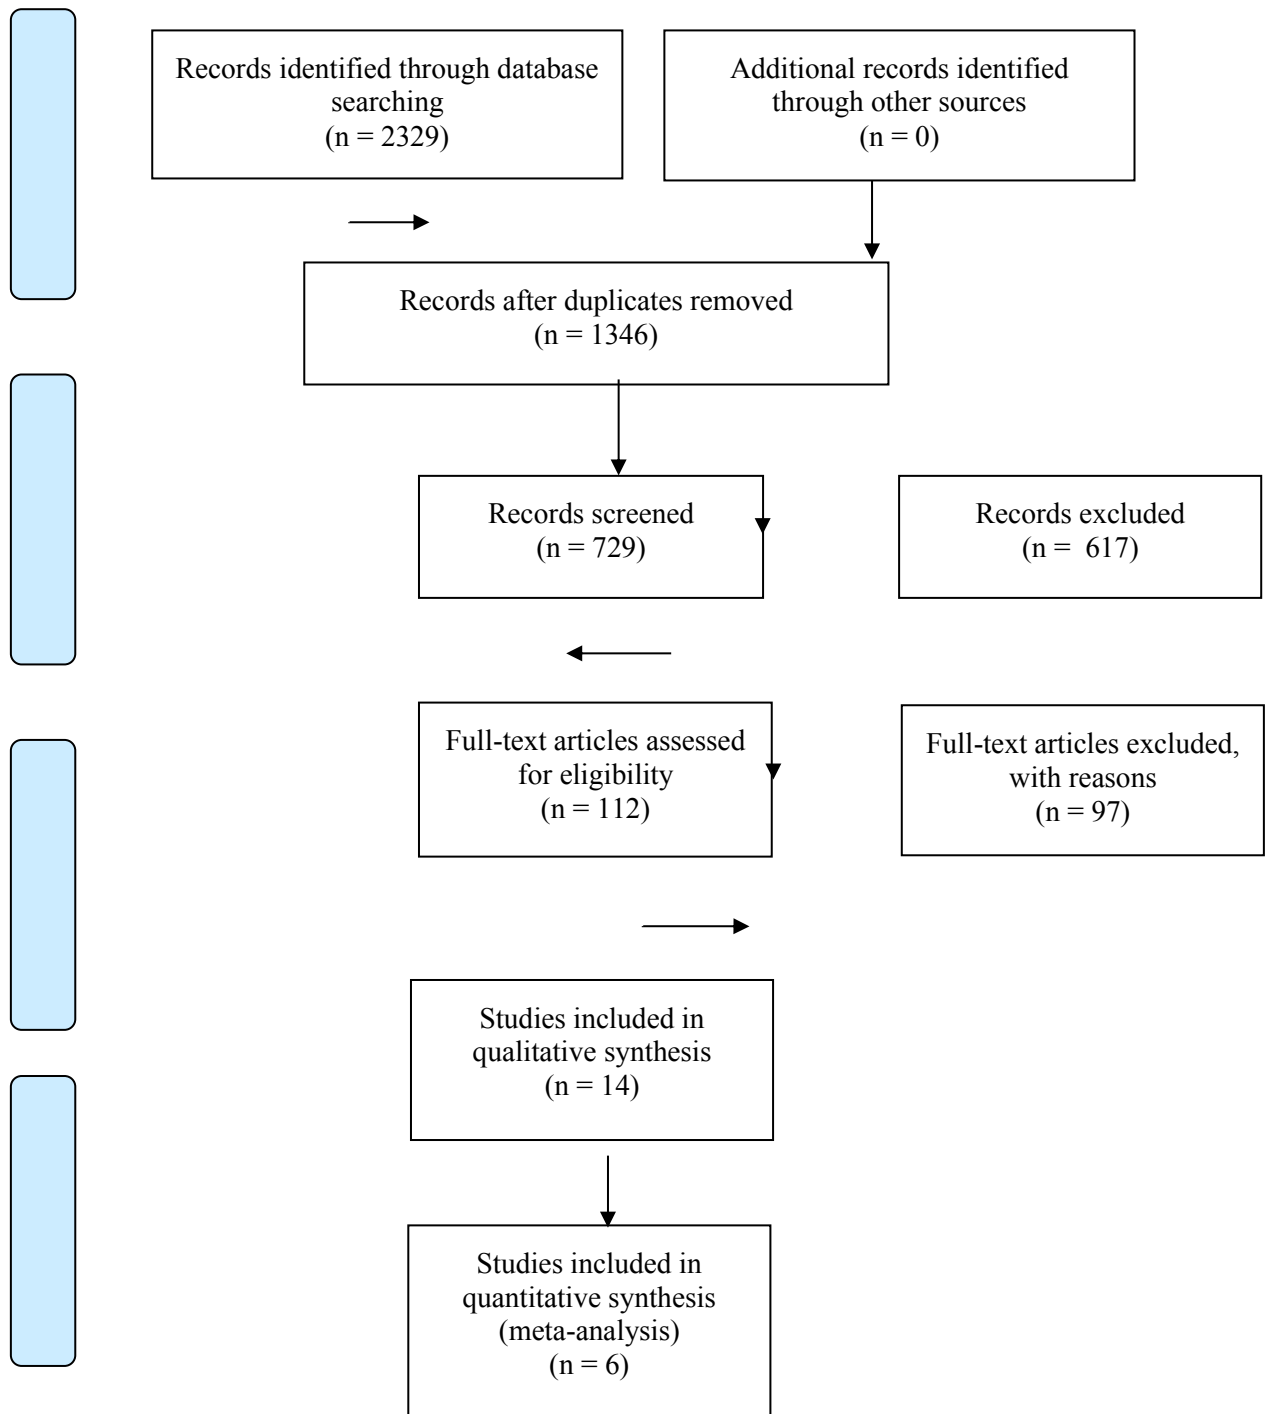 Records identified through database
searching
(n = 2329)
Additional records identified
through other sources
(n = 0)
Records after duplicates removed
(n = 1346)
Records screened
(n = 729)
Records excluded
(n =  617)
Full-text articles assessed
for eligibility
(n = 112)
Full-text articles excluded,
with reasons
(n = 97)
Studies included in
qualitative synthesis
(n = 14)
Studies included in
quantitative synthesis
(meta-analysis)
(n = 6)